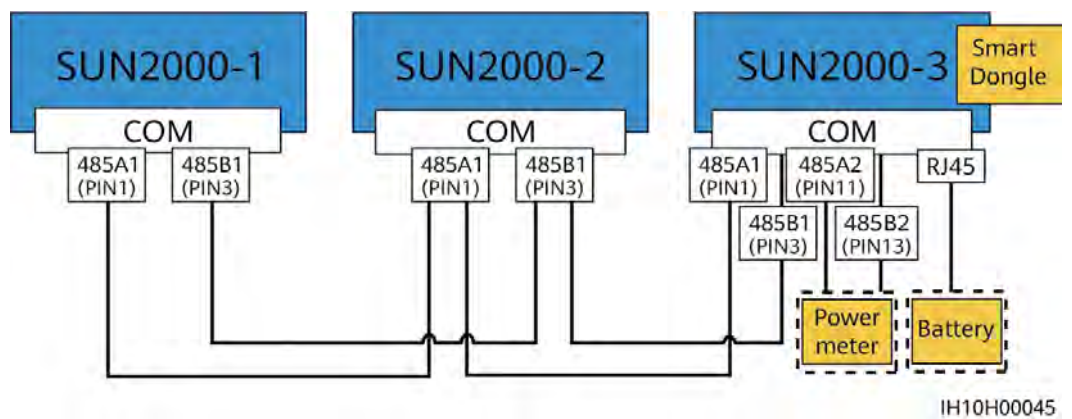 SUN2000-1
SUN2000-2
SUN2000-3
Smart
Dongle
COM
COM
COM
485A1
(PIN1)
485B1
(PIN3)
485A1
(PIN1)
485B1
(PIN3)
485A1
(PIN1)
485A2
(PIN11)
RJ45
485B1
(PIN3)
485B2
(PIN13)
Power
meter
Battery
IH10H00045